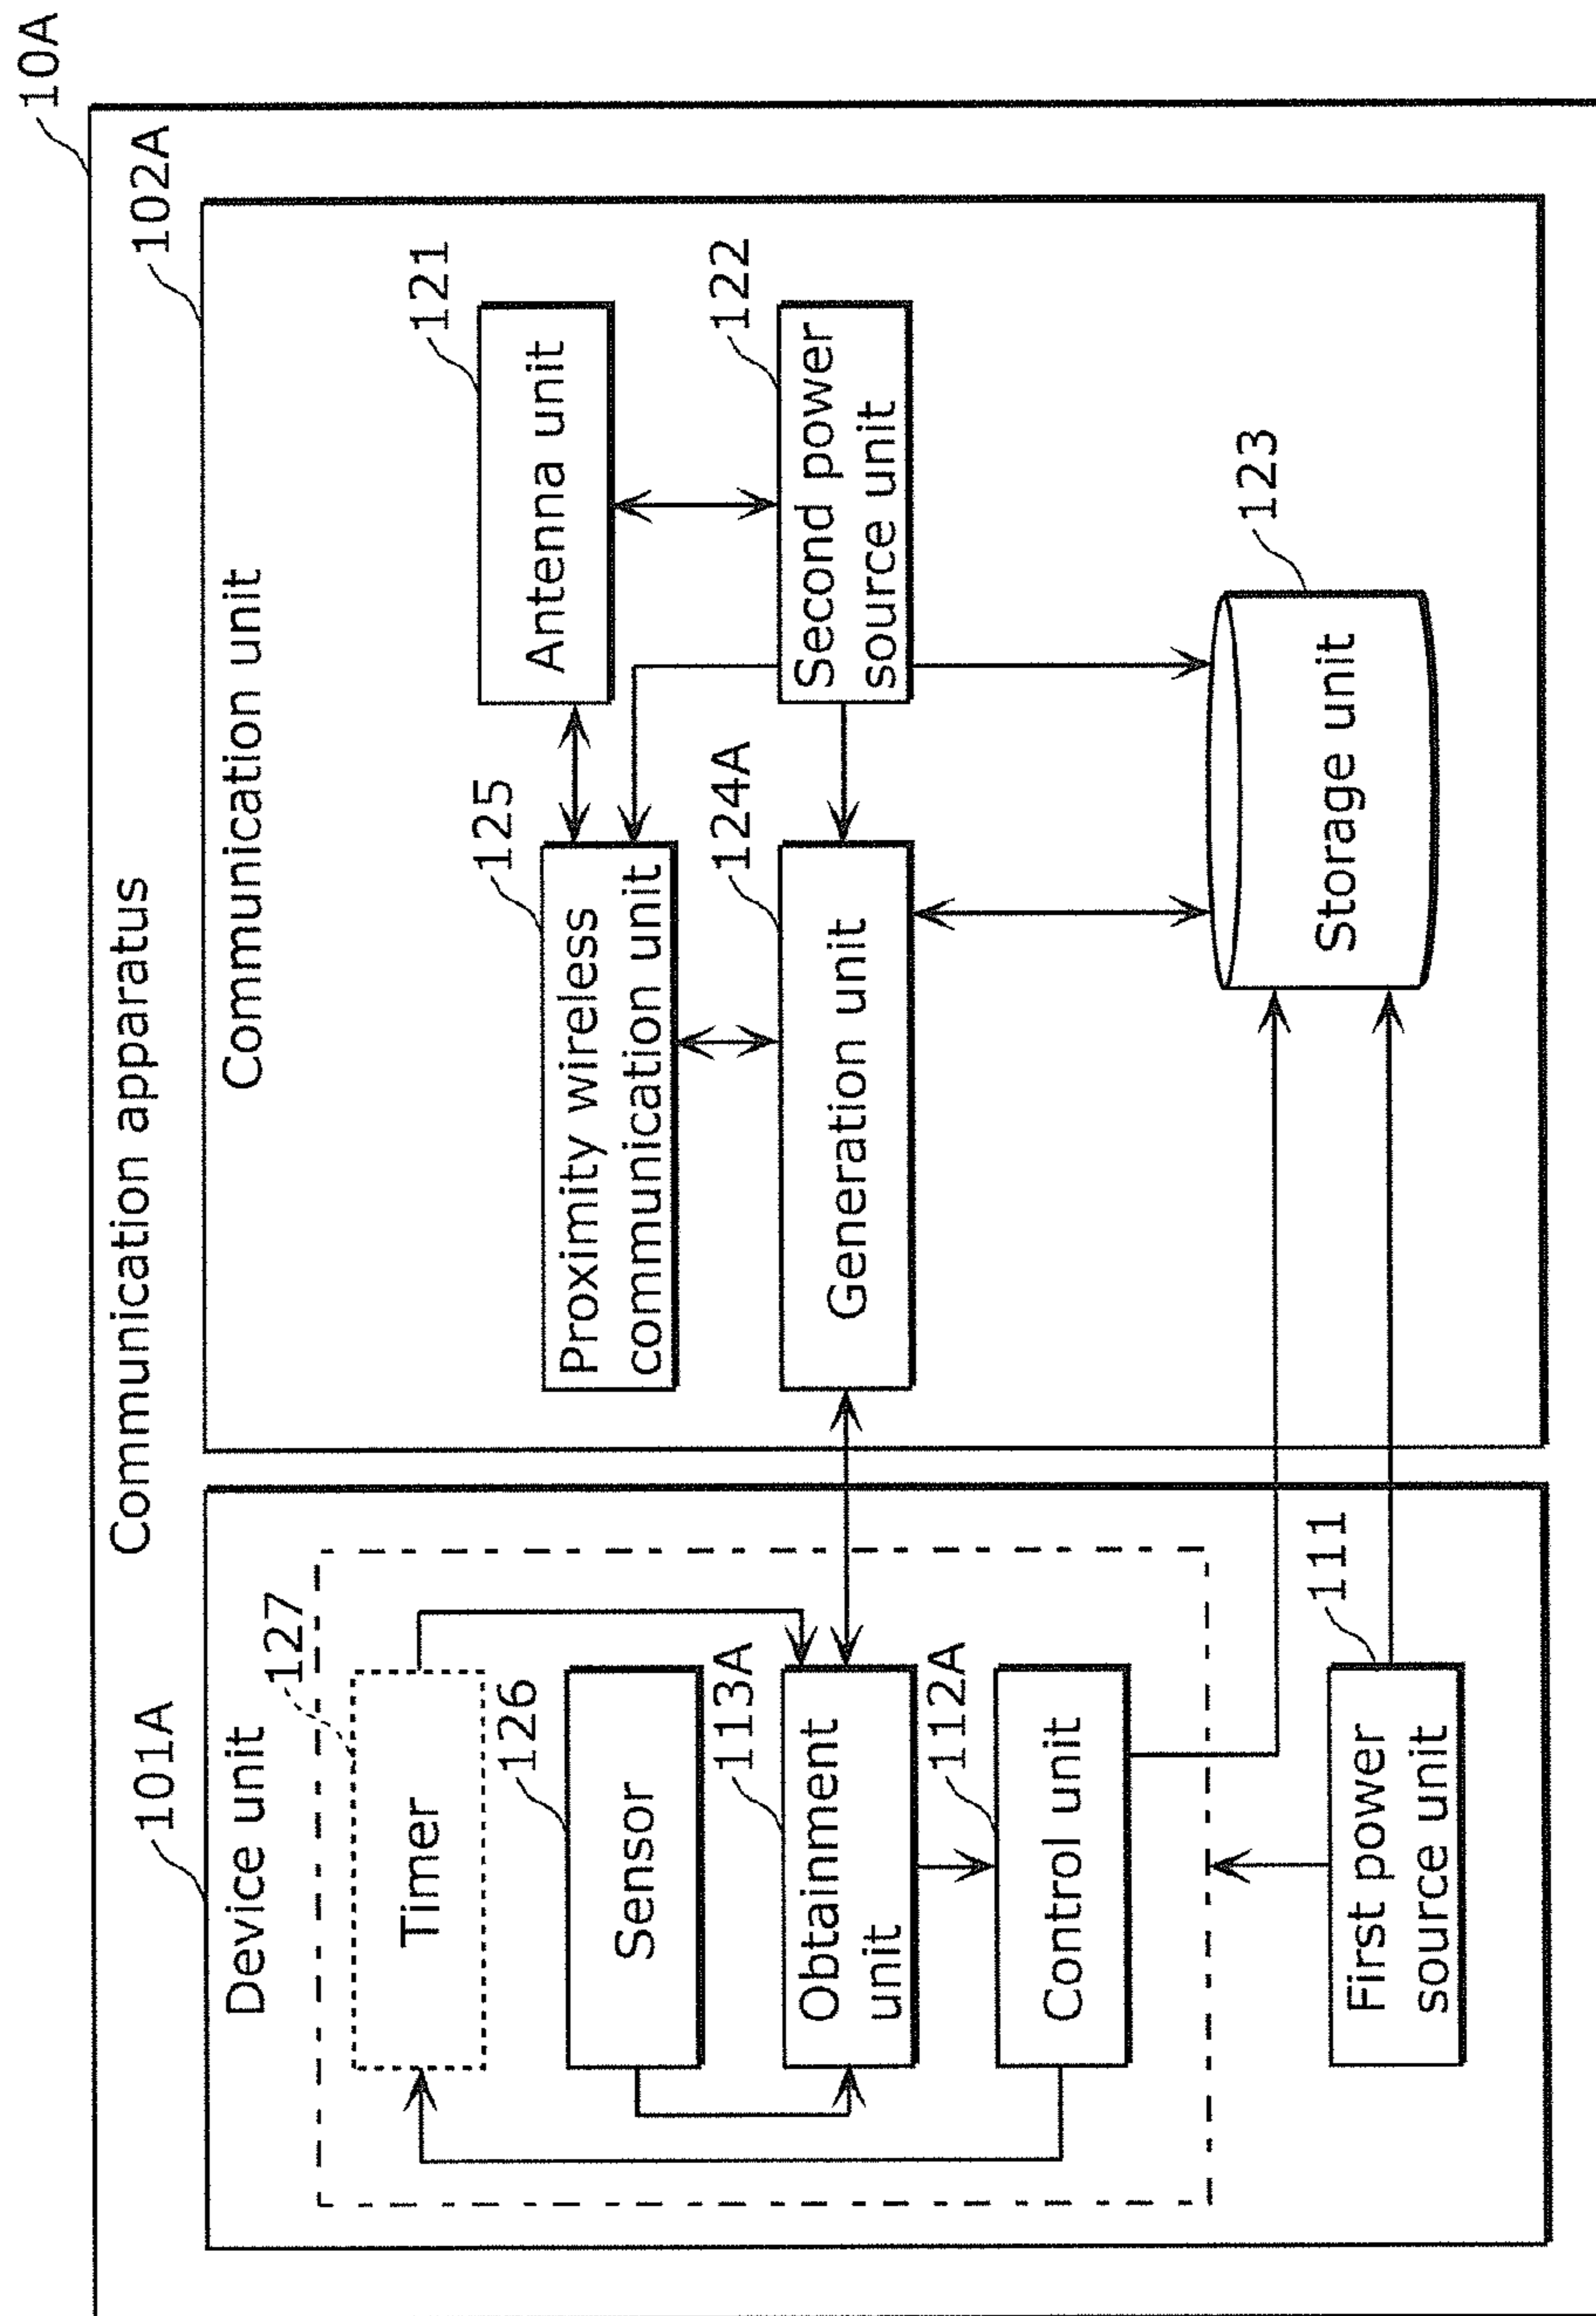 10A
Communication apparatus
101A
Device unit
127
Timer
126
Sensor
113A
Obtainment
unit
112A
Control unit
111
First power
source unit
102A
Communication unit
125
Proximity wireless
communication unit
121
Antenna unit
124A
Generation unit
122
Second power
source unit
123
Storage unit